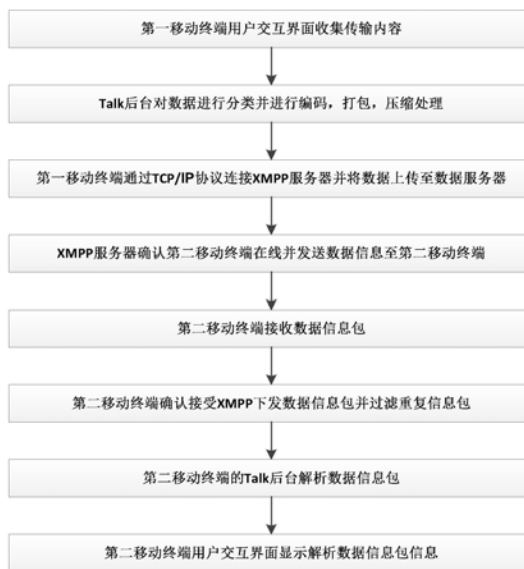 第一移动终端用户交互界面收集传输内容
Talk后台对数据进行分类并进行编码，打包，压缩处理
第一移动终端通过TCP/IP协议连接XMPP服务器并将数据上传至数据服务器
XMPP服务器确认第二移动终端在线并发送数据信息至第二移动终端
第二移动终端接收数据信息包
第二移动终端确认接受XMPP下发数据信息包并过滤重复信息包
第二移动终端的Talk后台解析数据信息包
第二移动终端用户交互界面显示解析数据信息包信息